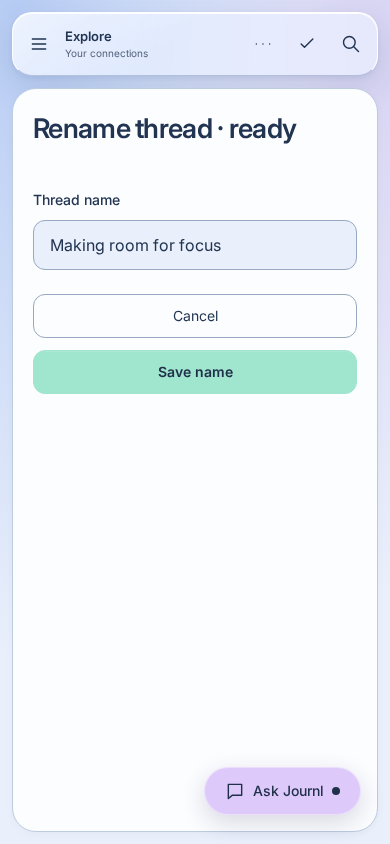 Explore
Your connections
...
Rename thread · ready
Thread name
Making room for focus
Cancel
Save name
Ask Journl